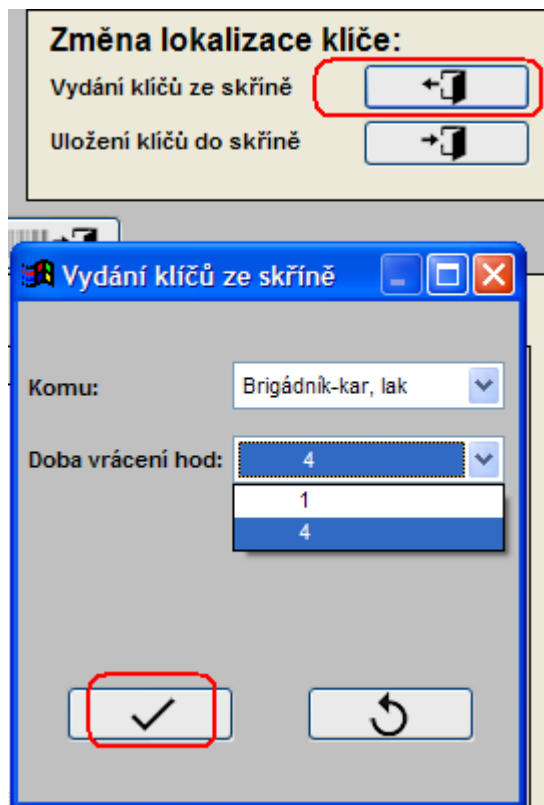 Změna lokalizace klíče:
Vydání klíčů ze skříně
Uložení klíčů do skříně
Vydání klíčů ze skříně
Komu: Brigádník-kar, lak
Doba vrácení hod: 4
1
4